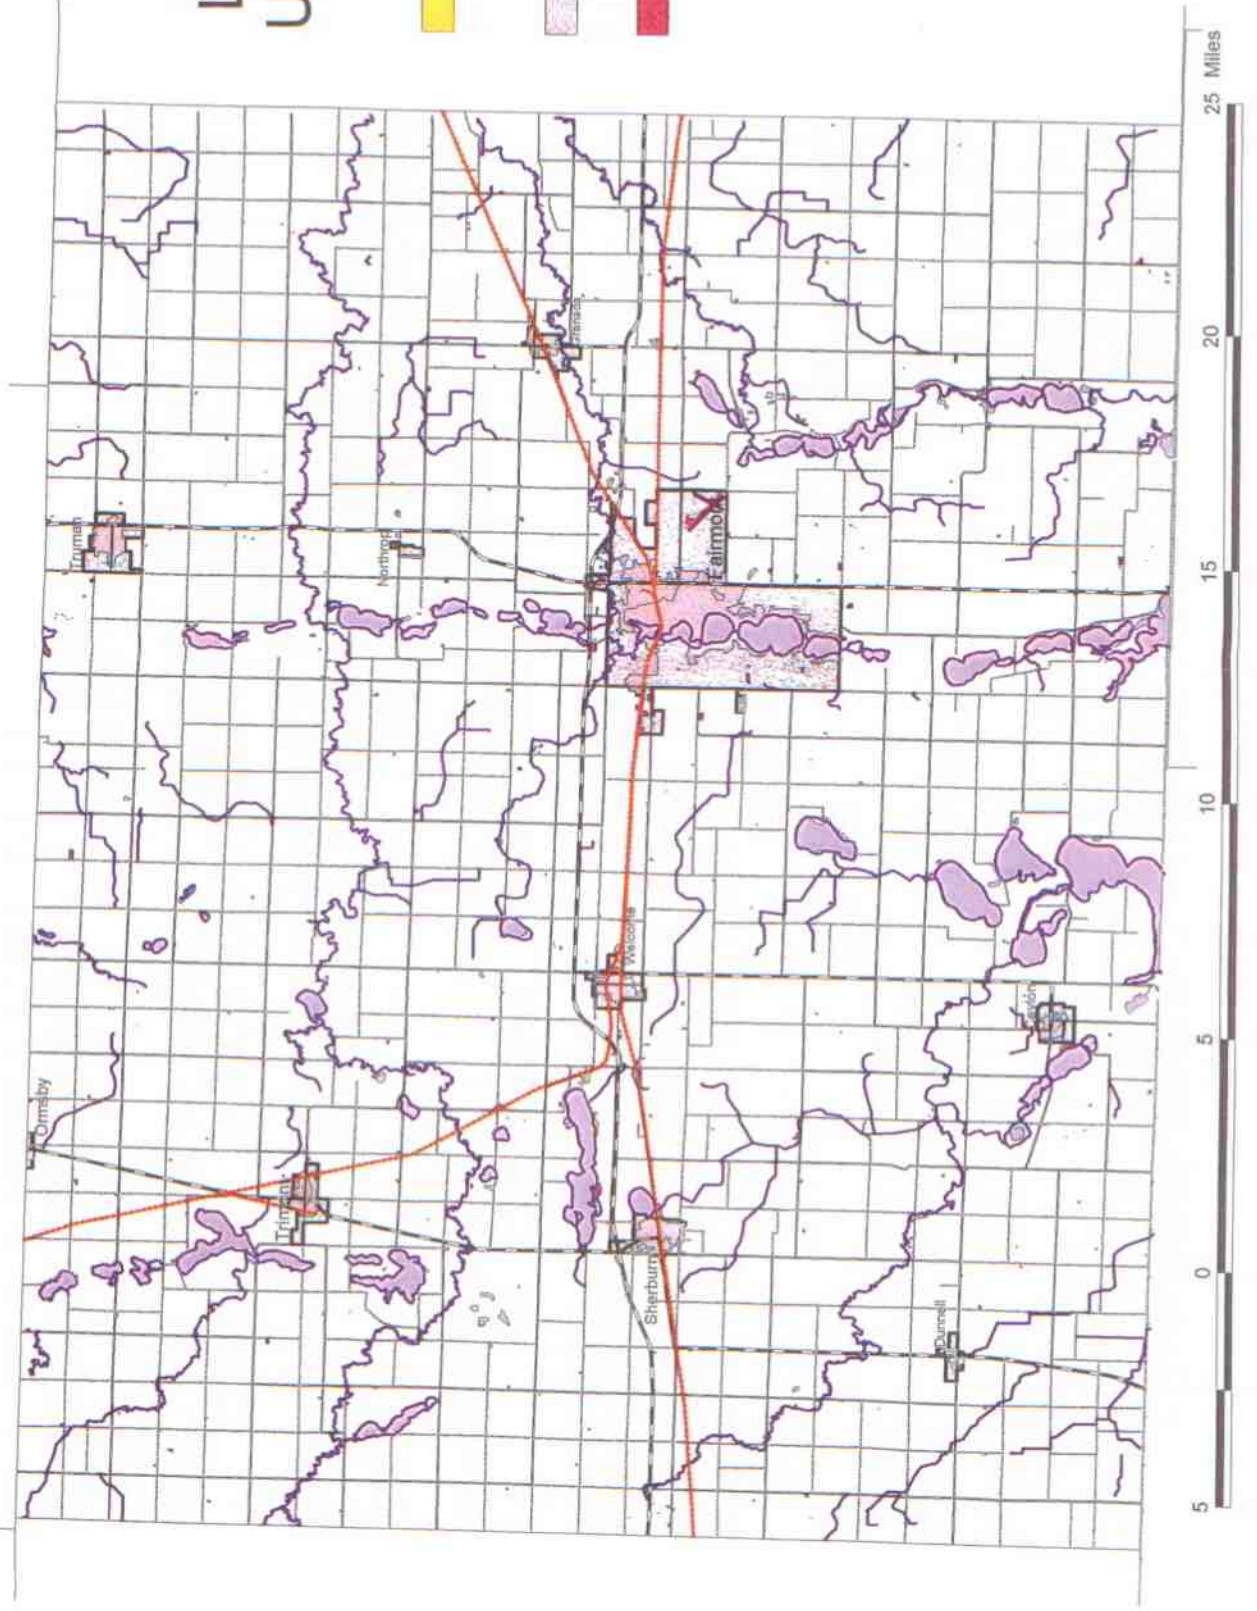 Ormsby
Truman
Northrop
Trimont
Granada
Welcome
Fairmont
Sherburn
Dunnell
5
0
5
10
15
20
25
Miles